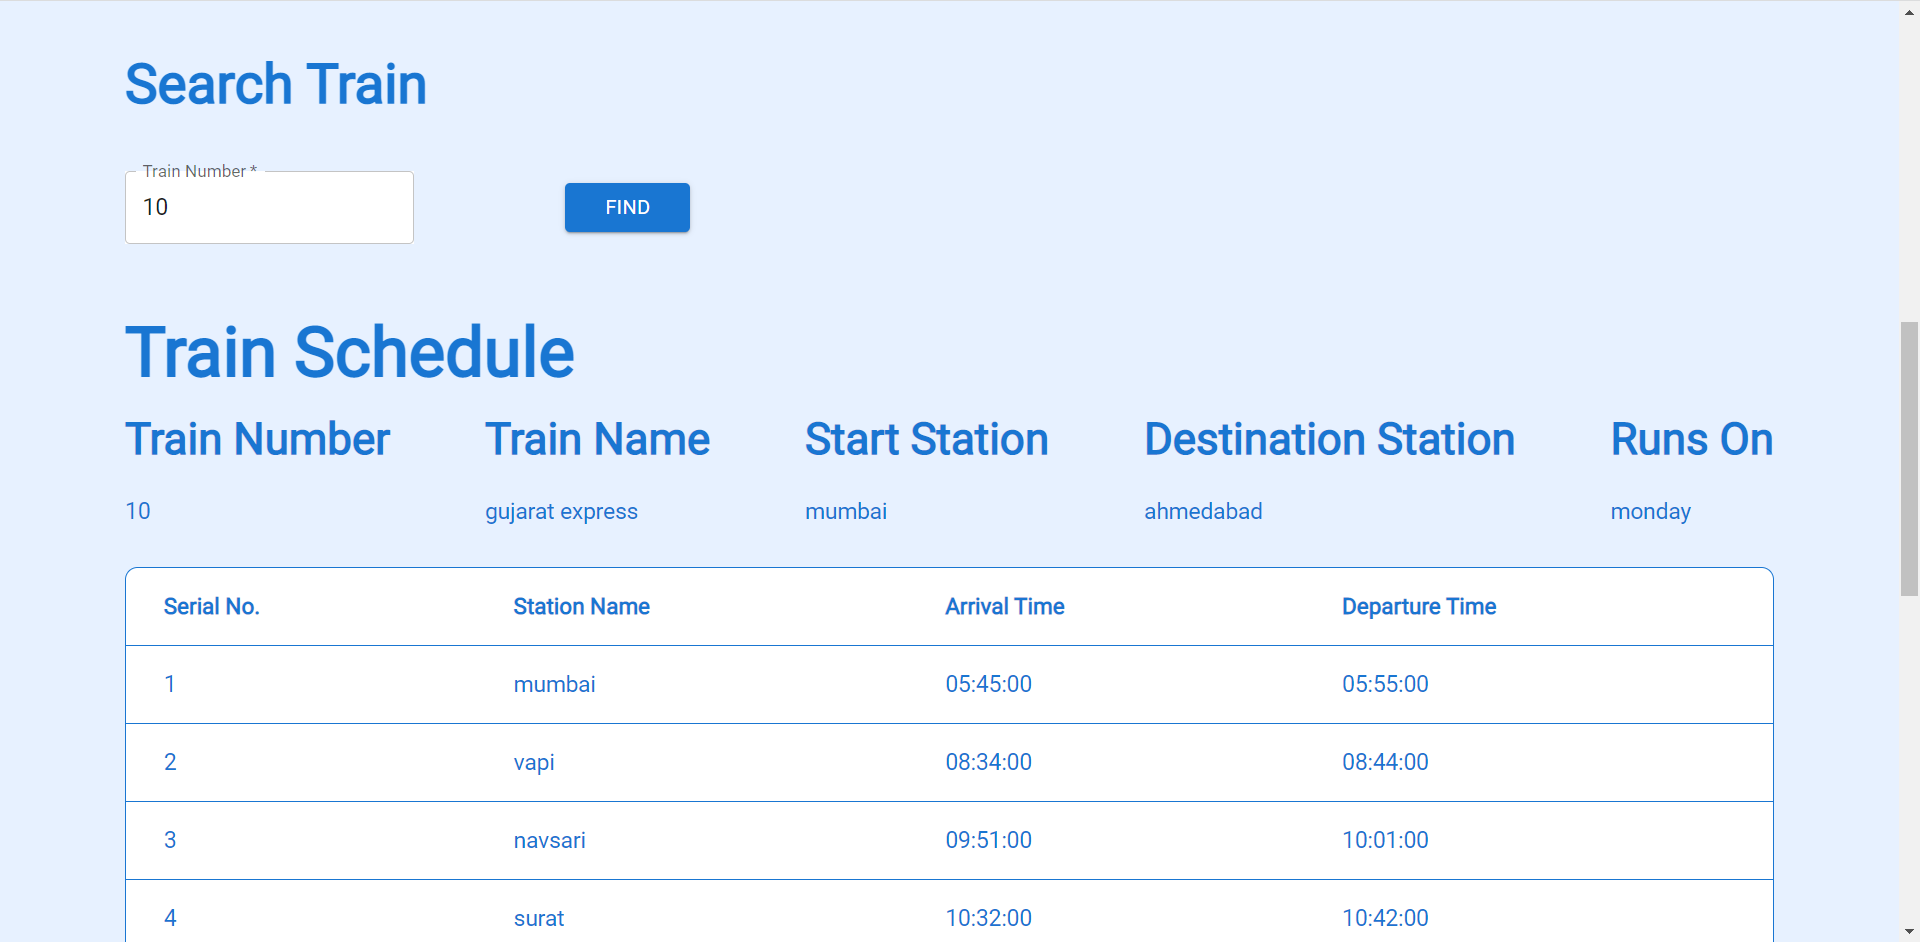 Search Train
Train Number *
10
FIND
Train Schedule
Train Number Train Name Start Station Destination Station Runs On
10 gujarat express mumbai ahmedabad monday
Serial No. Station Name Arrival Time Departure Time
1 mumbai 05:45:00 05:55:00
2 vapi 08:34:00 08:44:00
3 navsari 09:51:00 10:01:00
4 surat 10:32:00 10:42:00